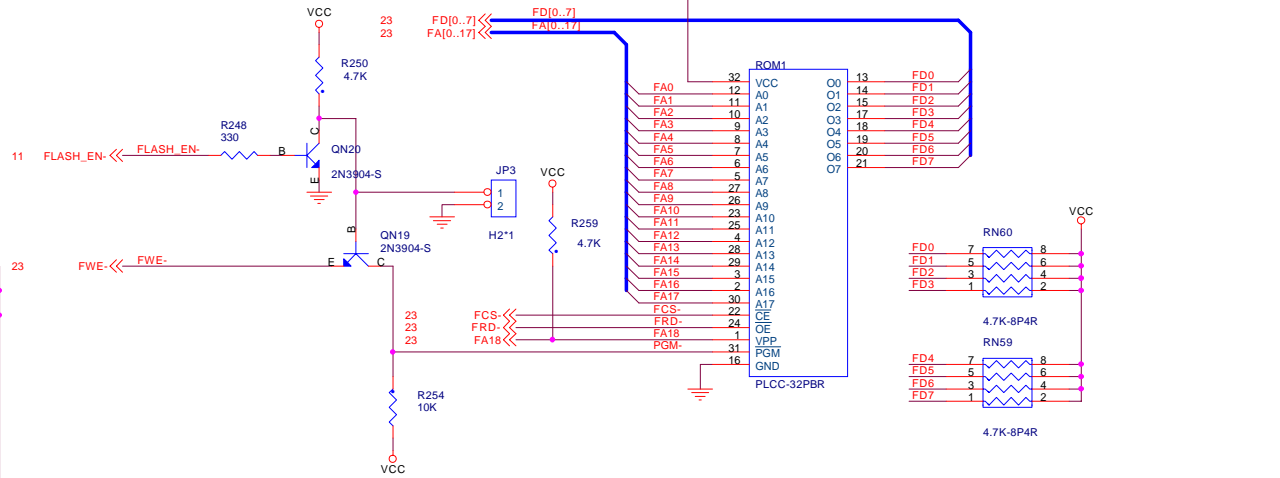 VCC
23 FD[0..7] FD[0..7]
23 FA[0..17] FA[0..17]
R250
4.7K
C
R248
330
11 FLASH_EN- FLASH_EN- B
QN20
2N3904-S
E
JP3
1
2
H2*1
VCC
R259
4.7K
B
QN19
2N3904-S
23 FWE- FWE- E C
23 FCS- FCS-
23 FRD- FRD-
23 FA18 FA18
PGM-
R254
10K
VCC
ROM1
32 VCC O0 13 FD0
FA0 12 A0 O1 14 FD1
FA1 11 A1 O2 15 FD2
FA2 10 A2 O3 17 FD3
FA3 9 A3 O4 18 FD4
FA4 8 A4 O5 19 FD5
FA5 7 A5 O6 20 FD6
FA6 6 A6 O7 21 FD7
FA7 5 A7
FA8 27 A8
FA9 26 A9
FA10 23 A10
FA11 25 A11
FA12 4 A12
FA13 28 A13
FA14 29 A14
FA15 3 A15
FA16 2 A16
FA17 30 A17
22 CE
24 OE
1 VPP
31 PGM
16 GND
PLCC-32PBR
VCC
RN60
FD0 7 8
FD1 5 6
FD2 3 4
FD3 1 2
4.7K-8P4R
RN59
FD4 7 8
FD5 5 6
FD6 3 4
FD7 1 2
4.7K-8P4R